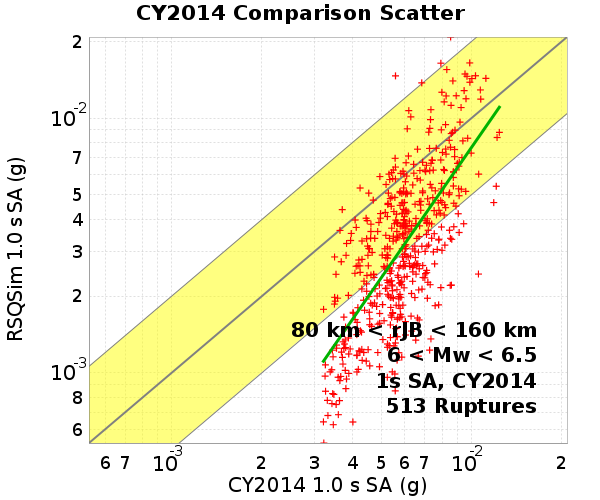 CY2014 Comparison Scatter
RSQSim 1.0 s SA (g)
2
10⁻²
7
5
4
3
2
10⁻³
8
6
80 km < rJB < 160 km
6 < Mw < 6.5
1s SA, CY2014
513 Ruptures
6 7 10⁻³ 2 3 4 5 6 7 10⁻² 2
CY2014 1.0 s SA (g)